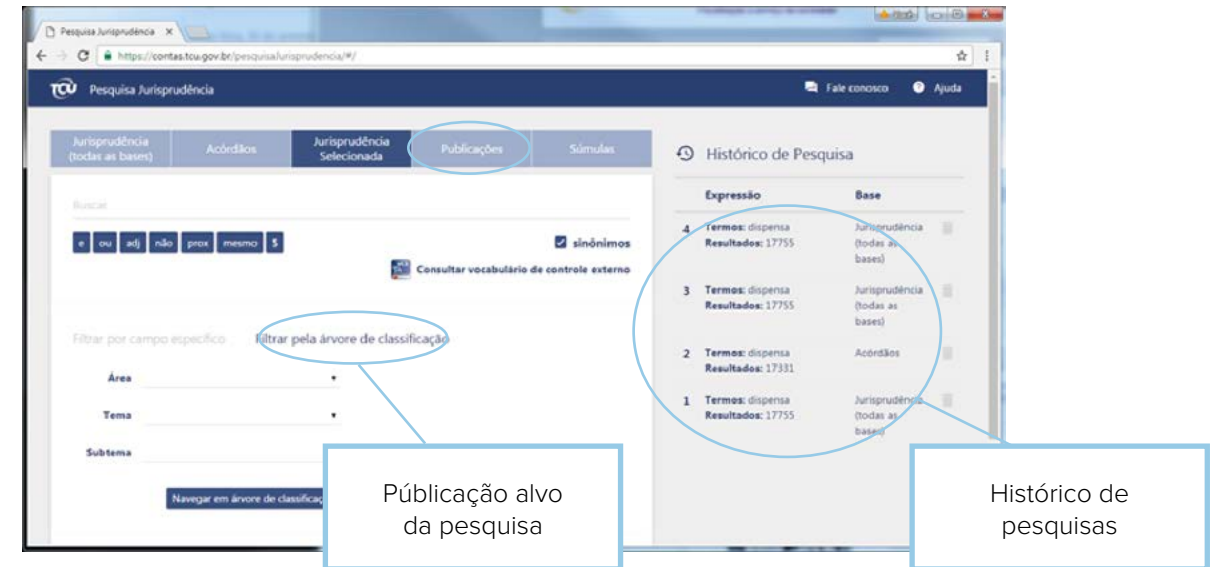 Pesquisa Jurisprudência
https://contas.tcu.gov.br/pesquisaJurisprudencia/#/
TCU Pesquisa Jurisprudência
Fale conosco
Ajuda
Jurisprudência
(todas as bases)
Acórdãos
Jurisprudência
Selecionada
Publicações
Súmulas
Buscar
e ou adj não prox mesmo $
sinônimos
Consultar vocabulário de controle externo
Filtrar por campo específico
Filtrar pela árvore de classificação
Área
Tema
Subtema
Navegar em árvore de classificaç
Histórico de Pesquisa
Expressão Base
4 Termos: dispensa Jurisprudência
Resultados: 17755 (todas as
bases)
3 Termos: dispensa Jurisprudência
Resultados: 17755 (todas as
bases)
2 Termos: dispensa Acórdãos
Resultados: 17331
1 Termos: dispensa Jurisprudência
Resultados: 17755 (todas as
bases)
Públicação alvo
da pesquisa
Histórico de
pesquisas